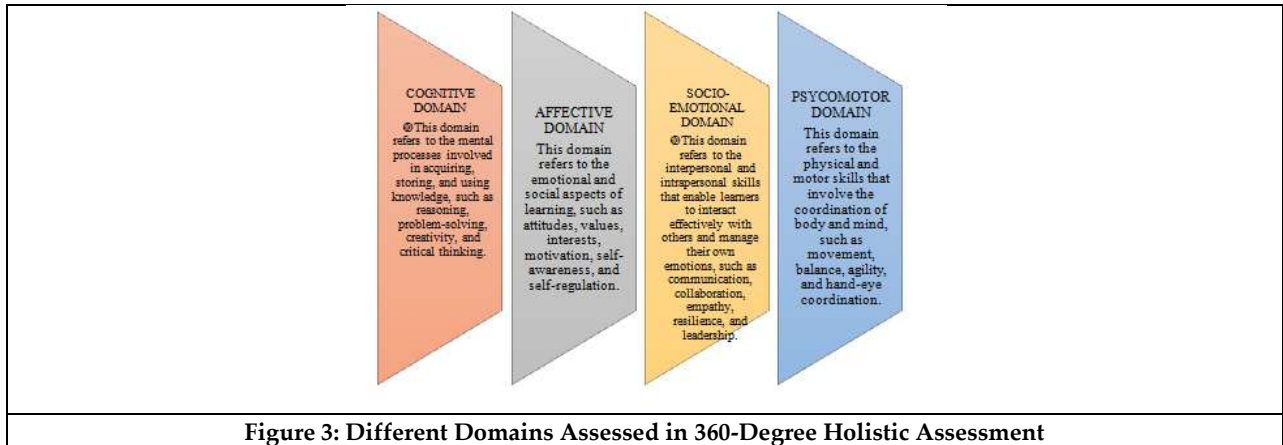 COGNITIVE
DOMAIN
@This domain
refers to the mental
processes involved
in acquiring,
storing, and using
knowledge, such as
reasoning,
problem-solving,
creativity, and
critical thinking.
AFFECTIVE
DOMAIN
This domain
refers to the
emotional and
social aspects of
learning, such as
attitudes, values,
interests,
motivation, self-
awareness, and
self-regulation.
SOCIO-
EMOTIONAL
DOMAIN
@This domain
refers to the
interpersonal and
intrapersonal skills
that enable learners
to interact
effectively with
others and manage
their own
emotions, such as
communication,
collaboration,
empathy,
resilience, and
leadership.
PSYCOMOTOR
DOMAIN
This domain
refers to the
physical and
motor skills that
involve the
coordination of
body and mind,
such as
movement,
balance, agility,
and hand-eye
coordination.
Figure 3: Different Domains Assessed in 360-Degree Holistic Assessment